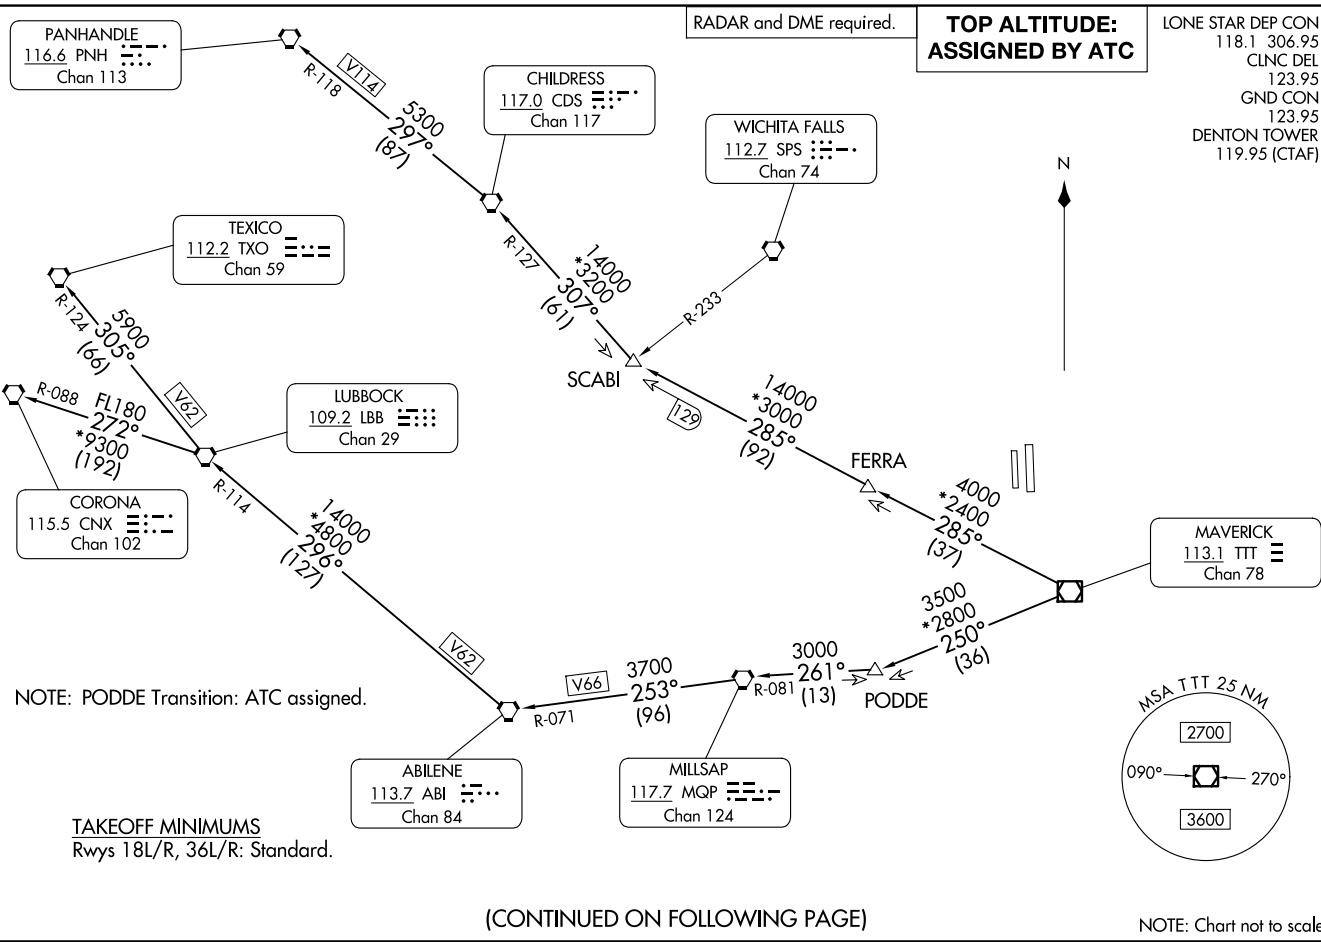 RADAR and DME required.
TOP ALTITUDE:
ASSIGNED BY ATC
LONE STAR DEP CON
118.1 306.95
CLNC DEL
123.95
GND CON
123.95
DENTON TOWER
119.95 (CTAF)
PANHANDLE
116.6 PNH
Chan 113
R-118
V114
5300
297°
(87)
CHILDRESS
117.0 CDS
Chan 117
WICHITA FALLS
112.7 SPS
Chan 74
N
R-127
14000
*3200
307°
(61)
R-233
SCABI
129
TEXICO
112.2 TXO
Chan 59
R-124
5900
305°
(66)
V62
R-088
FL180
272°
*9300
(192)
LUBBOCK
109.2 LBB
Chan 29
CORONA
115.5 CNX
Chan 102
R-114
14000
*4800
296°
(127)
V62
14000
*3000
285°
(92)
FERRA
4000
*2400
285°
(37)
MAVERICK
113.1 TTT
Chan 78
3500
*2800
250°
(36)
PODDE
3000
261°
(13)
R-081
V66
3700
253°
(96)
R-071
NOTE: PODDE Transition: ATC assigned.
ABILENE
113.7 ABI
Chan 84
MILLSAP
117.7 MQP
Chan 124
MSA TTT 25 NM
2700
090°
270°
3600
TAKEOFF MINIMUMS
Rwys 18L/R, 36L/R: Standard.
(CONTINUED ON FOLLOWING PAGE)
NOTE: Chart not to scale